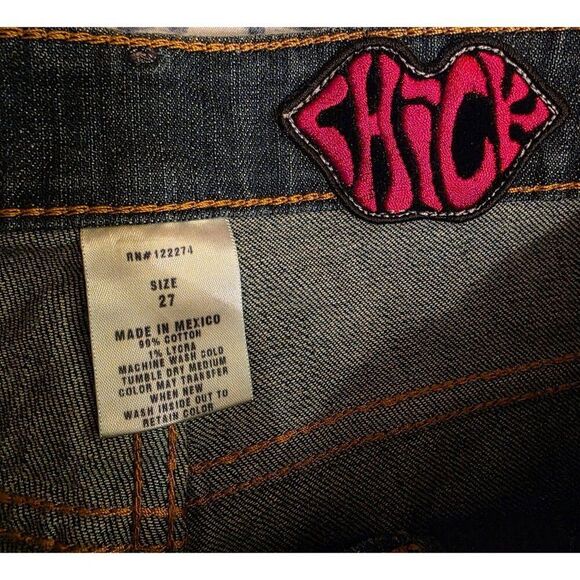 CHICK
RN#122274
SIZE
27
MADE IN MEXICO
99% COTTON
1% LYCRA
MACHINE WASH COLD
TUMBLE DRY MEDIUM
COLOR MAY TRANSFER
WHEN NEW
WASH INSIDE OUT TO
RETAIN COLOR